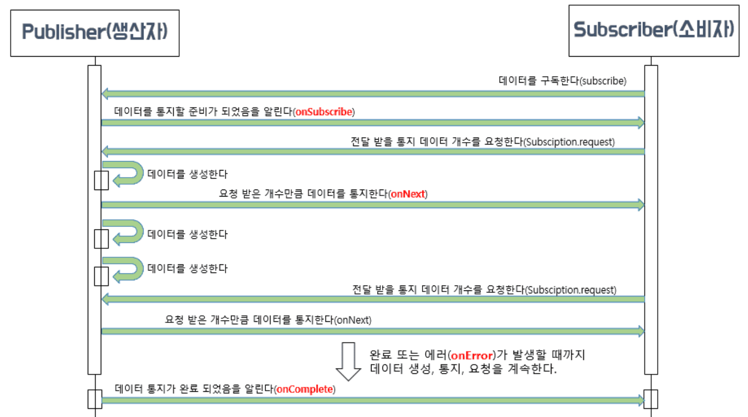 Publisher(생산자)
Subscriber(소비자)
데이터를 구독한다(subscribe)
데이터를 통지할 준비가 되었음을 알린다(onSubscribe)
전달 받을 통지 데이터 개수를 요청한다(Subsciption.request)
데이터를 생성한다
요청 받은 개수만큼 데이터를 통지한다(onNext)
데이터를 생성한다
데이터를 생성한다
전달 받을 통지 데이터 개수를 요청한다(Subsciption.request)
요청 받은 개수만큼 데이터를 통지한다(onNext)
완료 또는 에러(onError)가 발생할 때까지
데이터 생성, 통지, 요청을 계속한다.
데이터 통지가 완료 되었음을 알린다(onComplete)